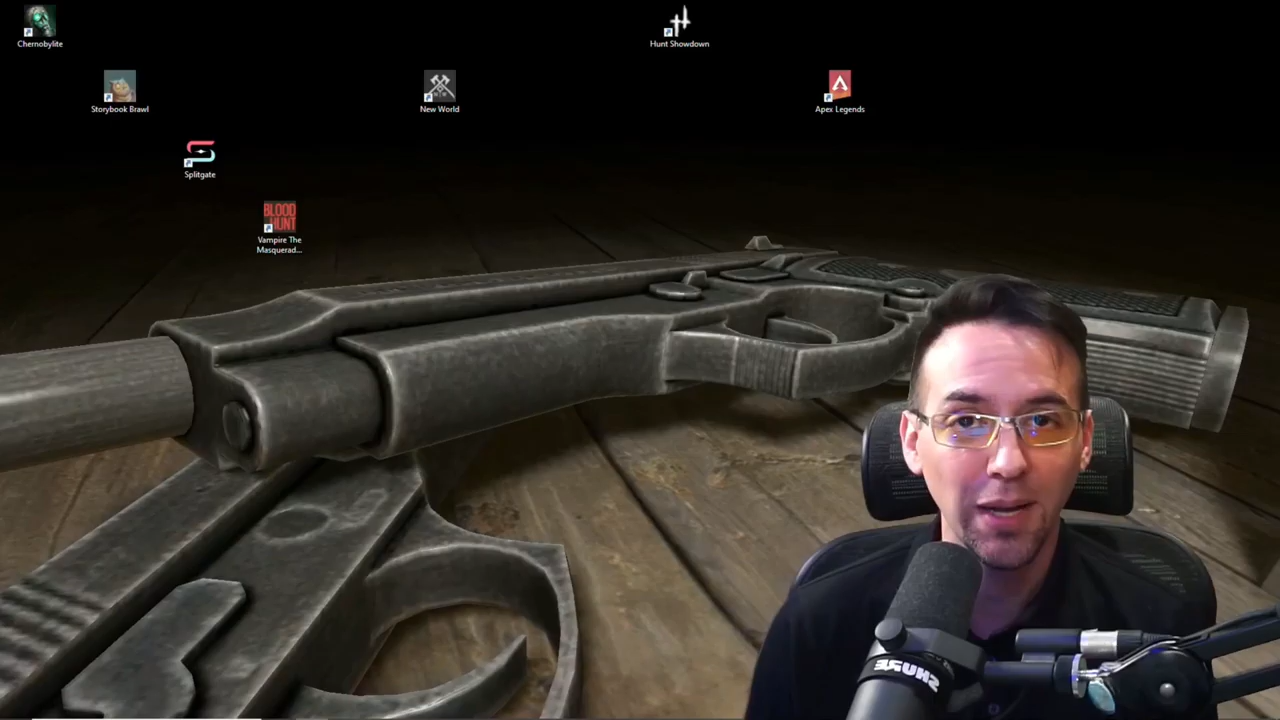 Chernobylite
Hunt Showdown
Storybook Brawl
New World
Apex Legends
Splitgate
BLOOD
HUNT
Vampire The
Masquerad...
SHURE